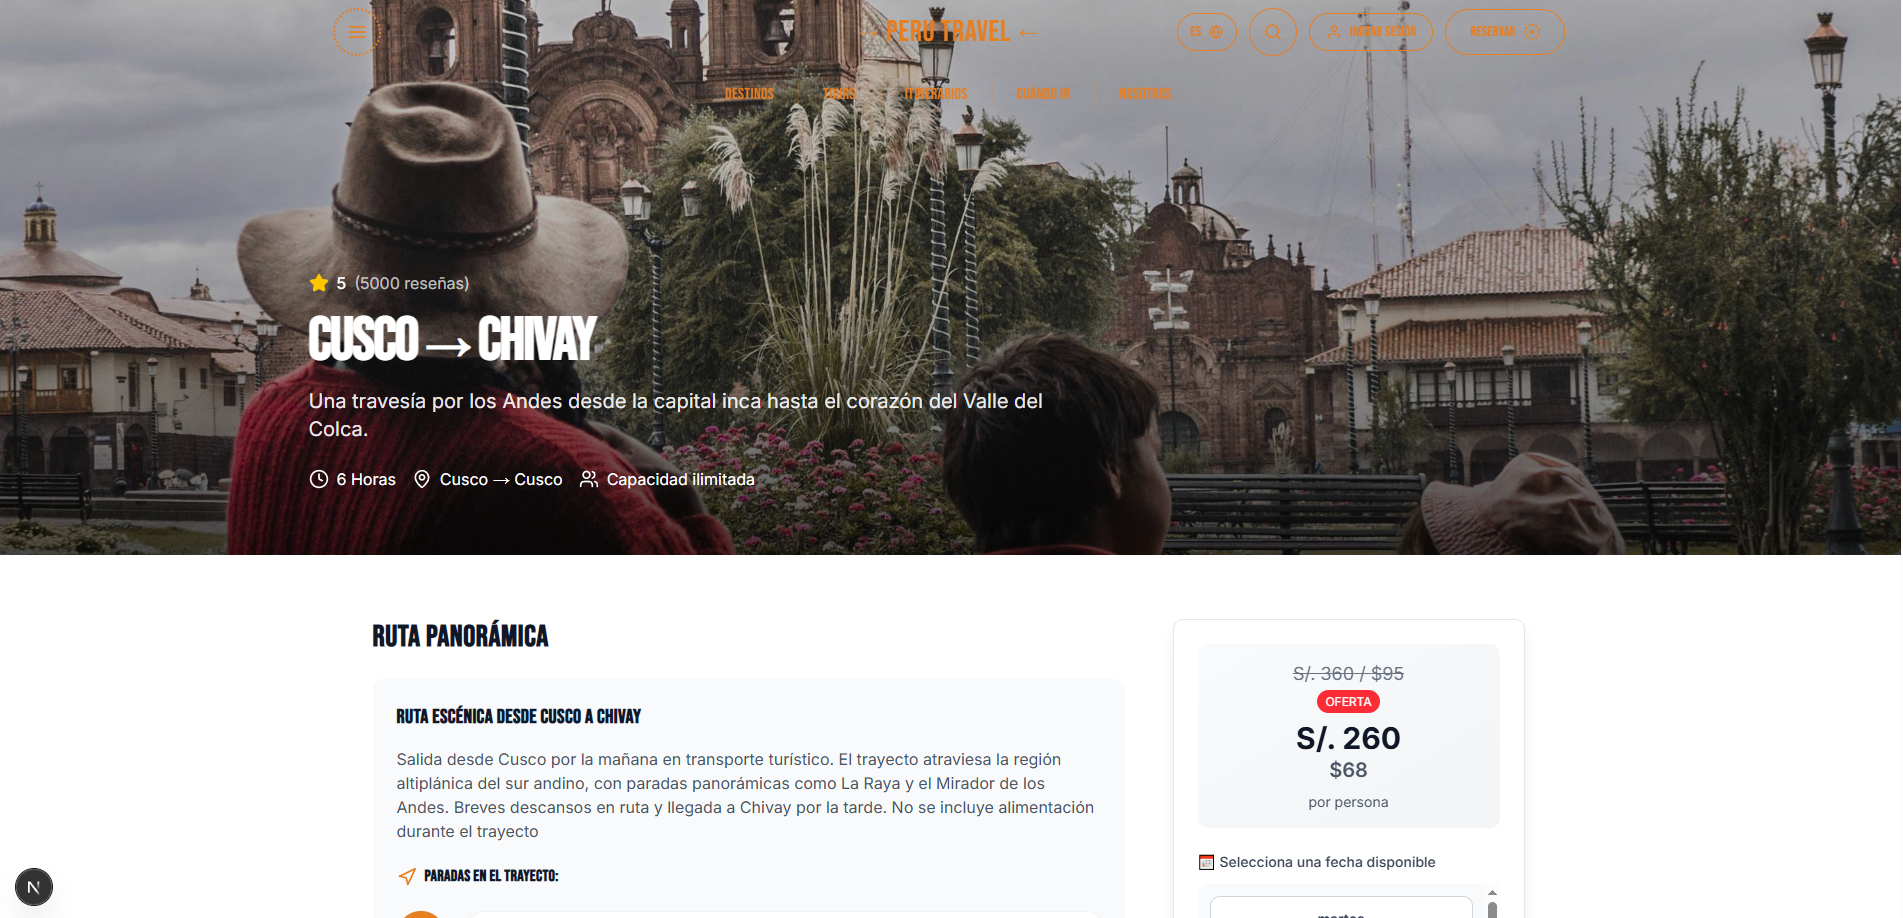 PERU TRAVEL ←
ES
INICIAR SESIÓN
RESERVAR
DESTINOS
TOURS
ITINERARIOS
CUÁNDO IR
NOSOTROS
5 (5000 reseñas)
CUSCO → CHIVAY
Una travesía por los Andes desde la capital inca hasta el corazón del Valle del
Colca.
6 Horas
Cusco → Cusco
Capacidad ilimitada
RUTA PANORÁMICA
RUTA ESCÉNICA DESDE CUSCO A CHIVAY
Salida desde Cusco por la mañana en transporte turístico. El trayecto atraviesa la región
altiplánica del sur andino, con paradas panorámicas como La Raya y el Mirador de los
Andes. Breves descansos en ruta y llegada a Chivay por la tarde. No se incluye alimentación
durante el trayecto
PARADAS EN EL TRAYECTO:
S/. 360 / $95
OFERTA
S/. 260
$68
por persona
Selecciona una fecha disponible
martes
N